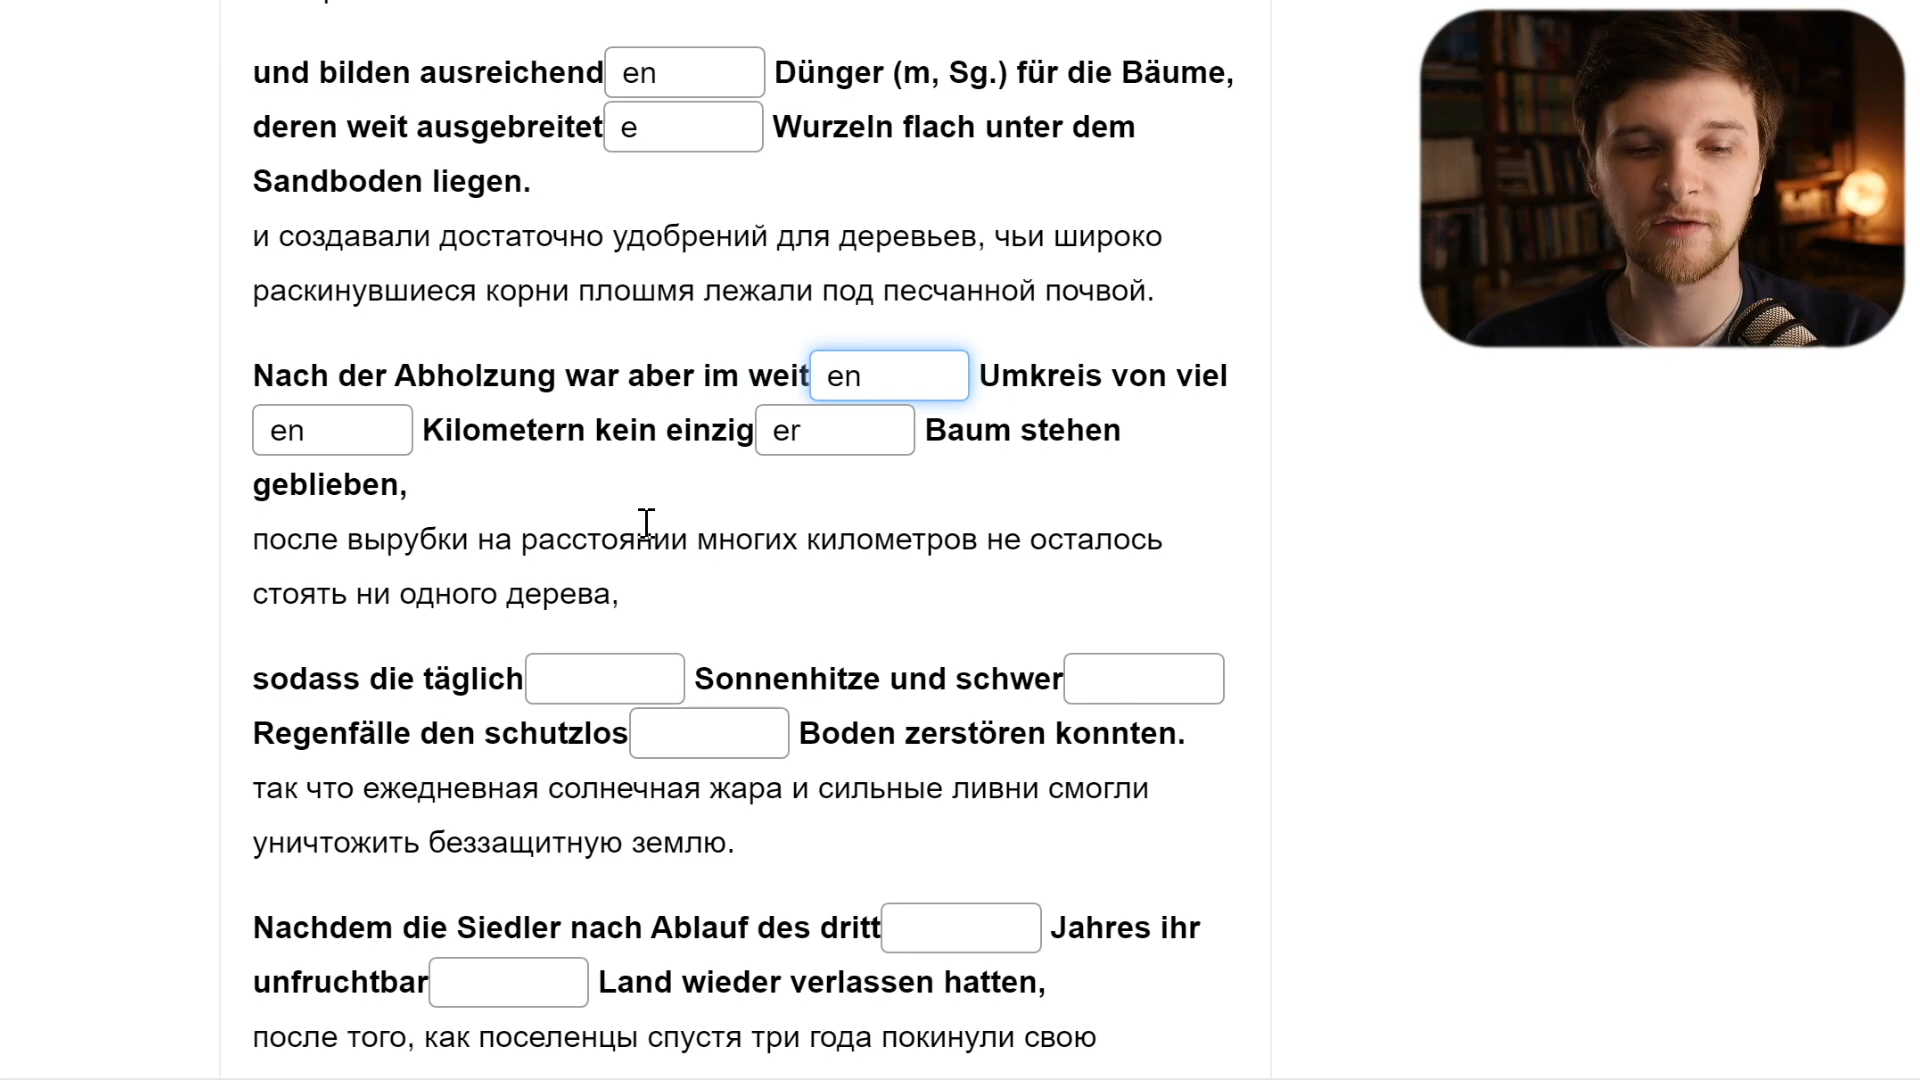 und bilden ausreichend en Dünger (m, Sg.) für die Bäume,
deren weit ausgebreitet e Wurzeln flach unter dem
Sandboden liegen.
и создавали достаточно удобрений для деревьев, чьи широко
раскинувшиеся корни плошмя лежали под песчанной почвой.
Nach der Abholzung war aber im weit en Umkreis von viel
en Kilometern kein einzig er Baum stehen
geblieben,
после вырубки на расстоянии многих километров не осталось
стоять ни одного дерева,
sodass die täglich Sonnenhitze und schwer
Regenfälle den schutzlos Boden zerstören konnten.
так что ежедневная солнечная жара и сильные ливни смогли
уничтожить беззащитную землю.
Nachdem die Siedler nach Ablauf des dritt Jahres ihr
unfruchtbar Land wieder verlassen hatten,
после того, как поселенцы спустя три года покинули свою